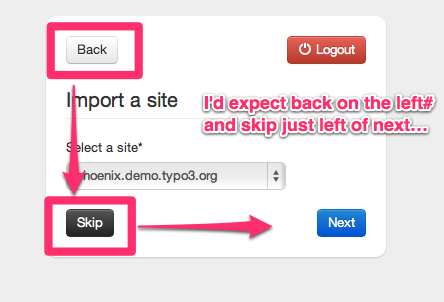 Back
Logout
Import a site
I'd expect back on the left#
and skip just left of next...
Select a site*
hoenix.demo.typo3.org
Skip
Next